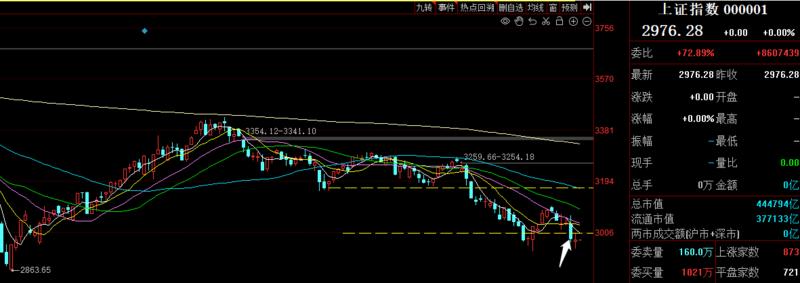 九转 事件 热点回溯 删自选 均线 窗 预测
上证指数 000001
3756
2976.28 +0.00 +0.00%
委比 +72.89% +8607439
3570
最新 2976.28 昨收 2976.28
涨跌 +0.00 开盘 —
3381
3354.12-3341.10
涨幅 +0.00% 最高 —
振幅 — 最低 —
3259.66-3254.18
现手 — 量比 0.00
3194
总手 0万 金额 0亿
总市值 444794亿
流通市值 377133亿
3006
两市成交额(沪市+深市) 0亿
委卖量 160.0万 上涨家数 873
2863.65
委买量 1021万 平盘家数 721